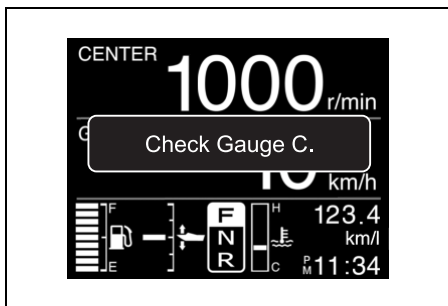 CENTER
1000 r/min
G
Check Gauge C.
km/h
F
E
F
N
R
H
C
123.4
km/l
PM 11:34